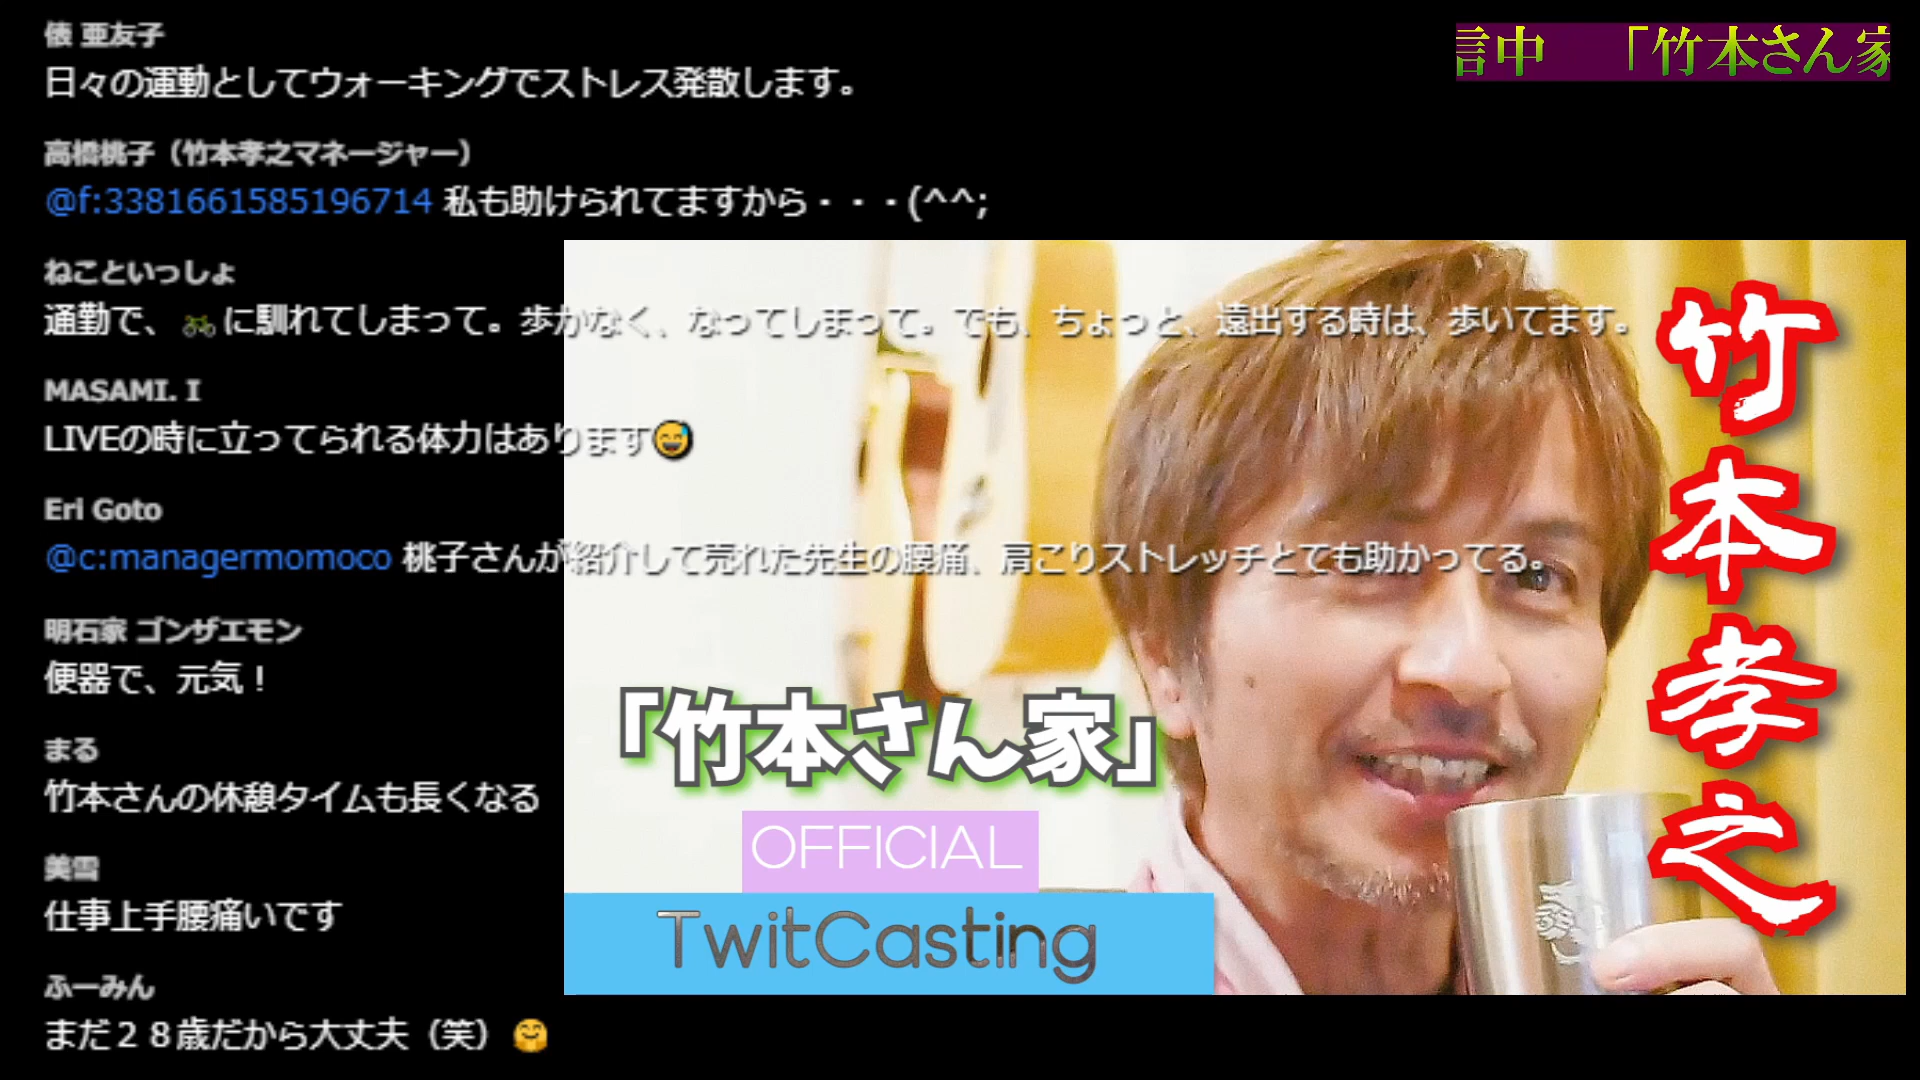 俵 亜友子
日々の運動としてウォーキングでストレス発散します。
高橋桃子（竹本孝之マネージャー）
@f:3381661585196714 私も助けられてますから・・・(^^;
ねこといっしょ
通勤で、🚲に馴れてしまって。歩かなく、なってしまって。でも、ちょっと、遠出する時は、歩いてます。
MASAMI. I
LIVEの時に立ってられる体力はあります😅
Eri Goto
@c:managermomoco 桃子さんが紹介して売れた先生の腰痛、肩こりストレッチとても助かってる。
明石家 ゴンザエモン
便器で、元気！
まる
竹本さんの休憩タイムも長くなる
美雪
仕事上手腰痛いです
ふーみん
まだ２８歳だから大丈夫（笑）🤗
中 「竹本さん家
竹本孝之
「竹本さん家」
OFFICIAL
TwitCasting